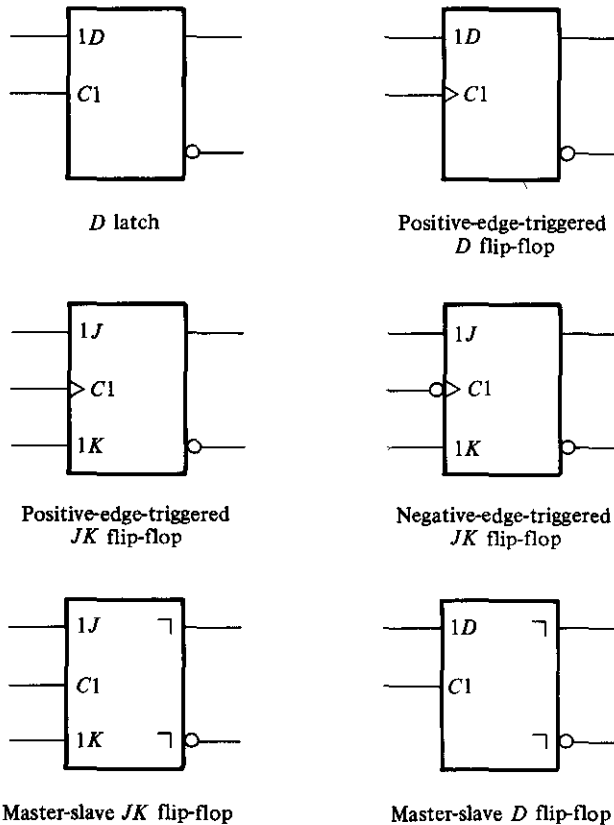 1D
C1
D latch
1D
C1
Positive-edge-triggered
D flip-flop
1J
C1
1K
Positive-edge-triggered
JK flip-flop
1J
C1
1K
Negative-edge-triggered
JK flip-flop
1J
C1
1K
Master-slave JK flip-flop
1D
C1
Master-slave D flip-flop